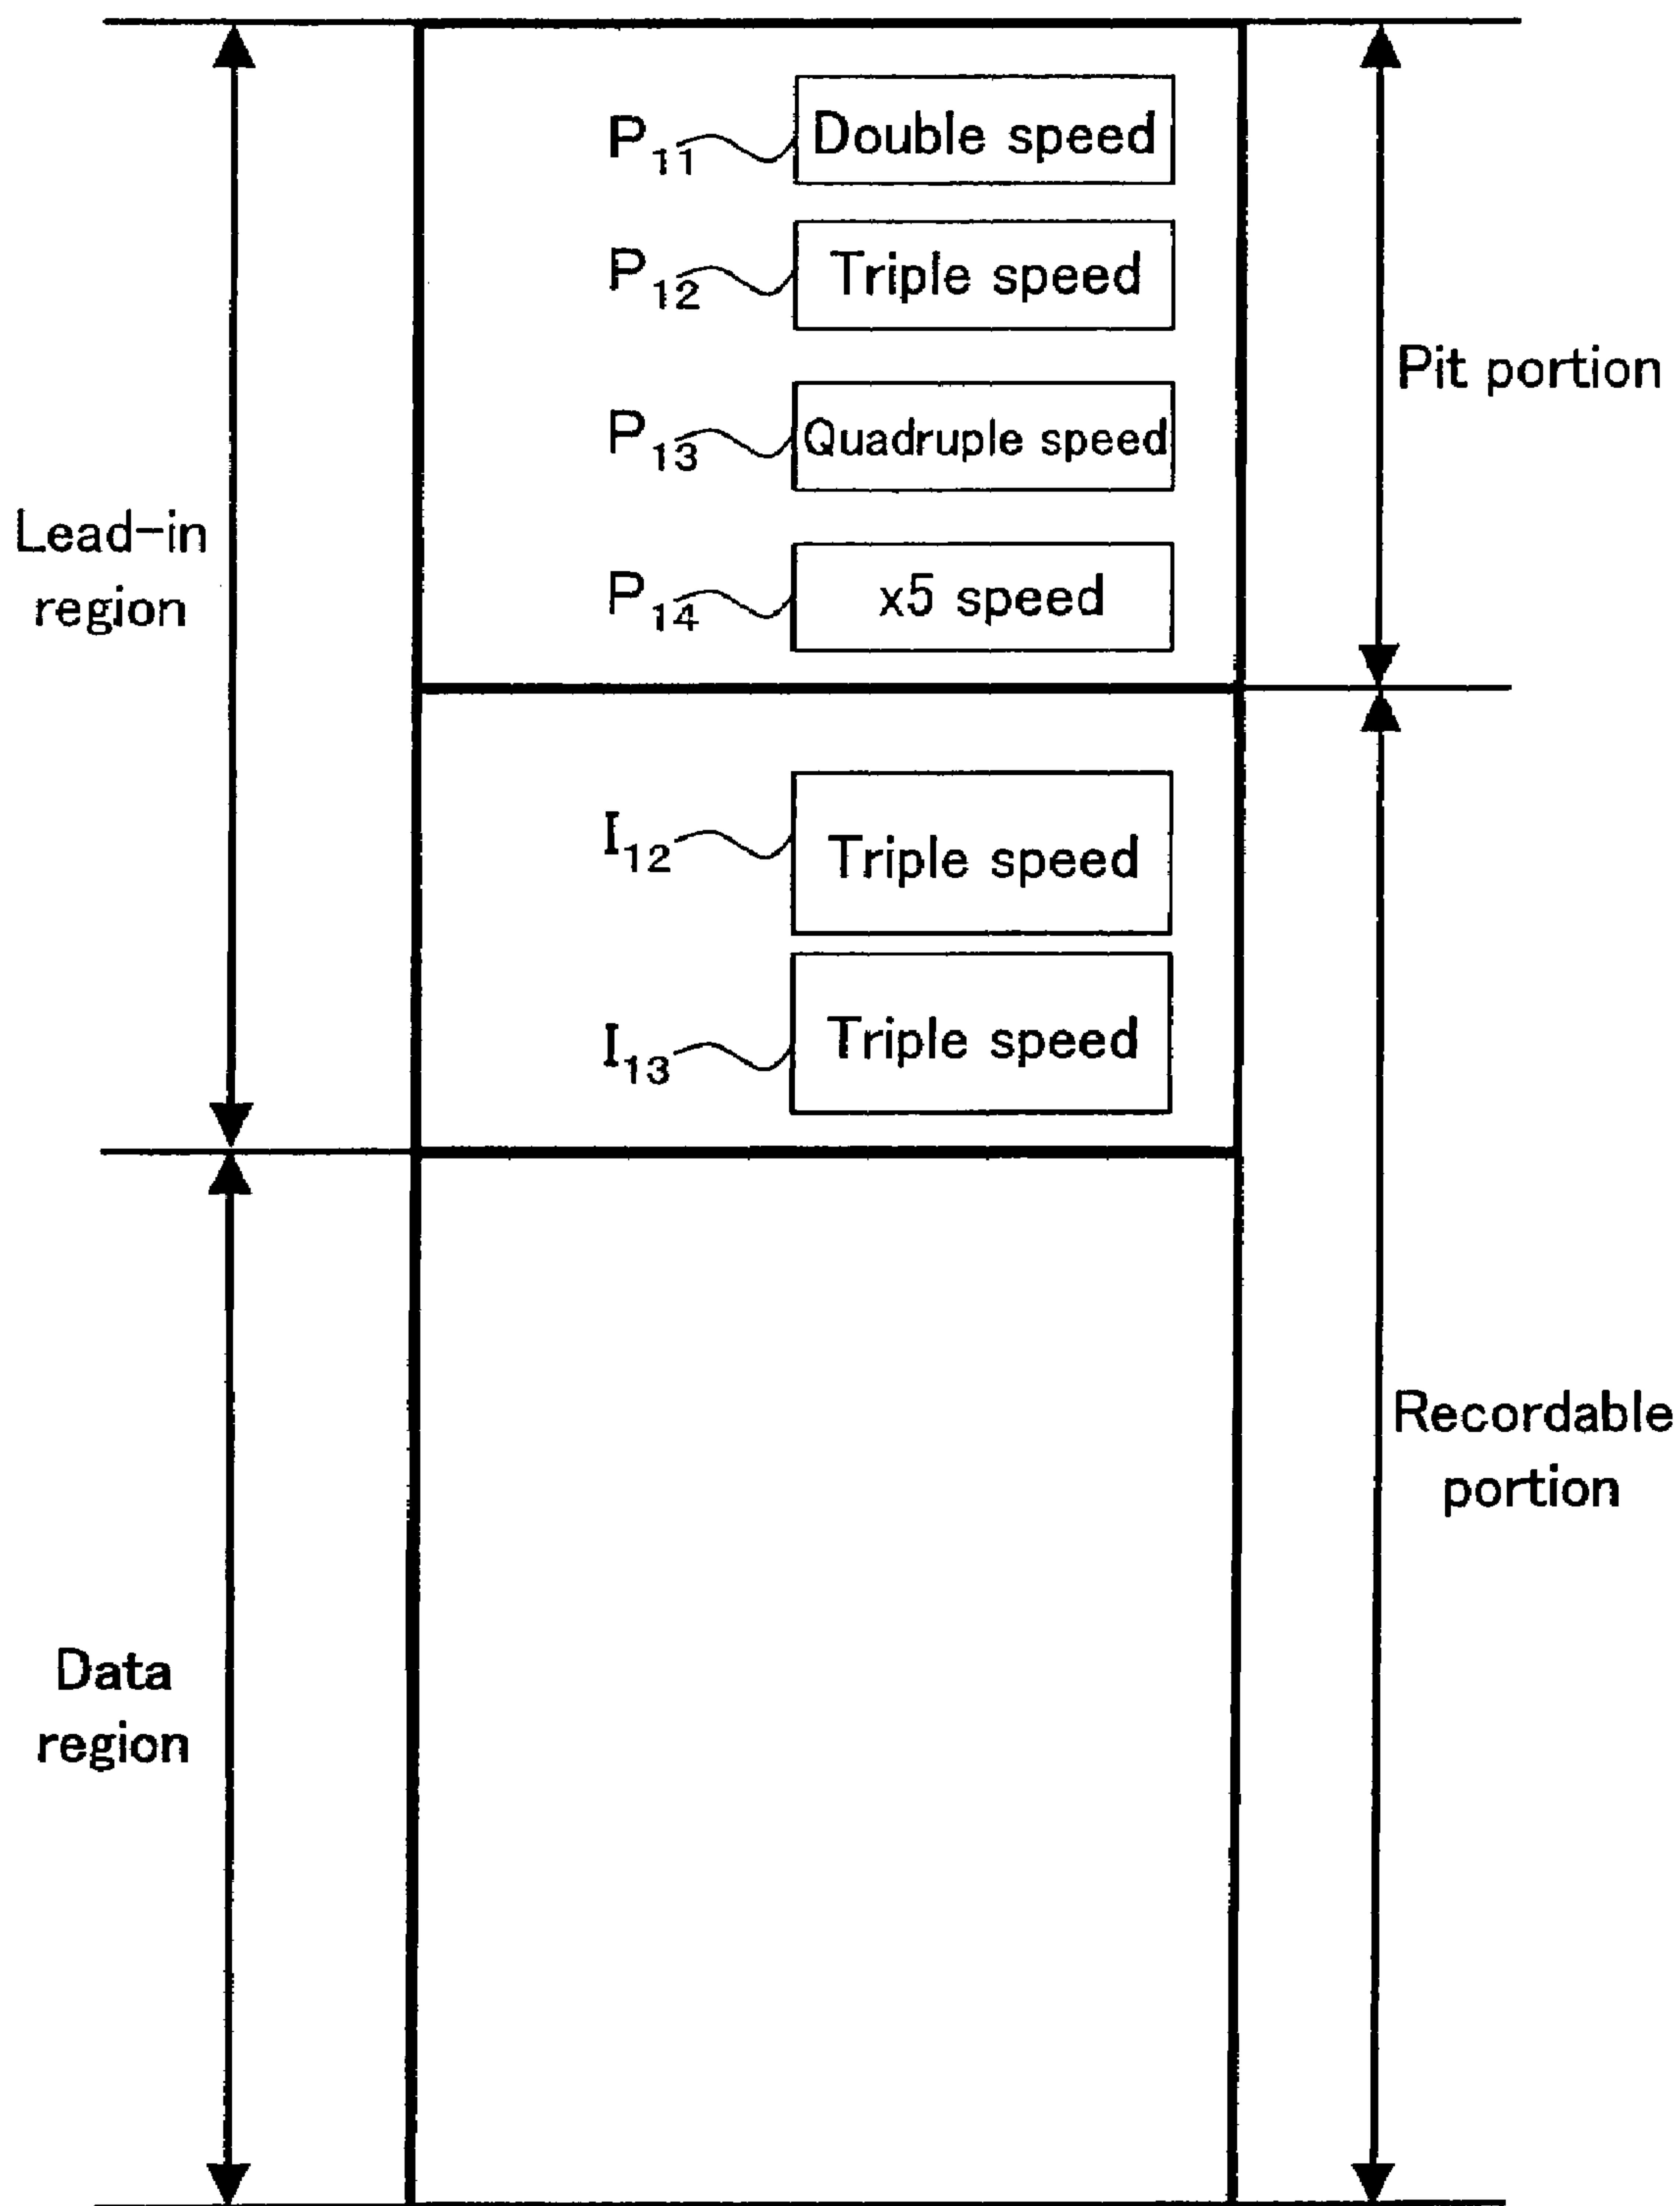 P11 Double speed
P12 Triple speed
P13 Quadruple speed
P14 x5 speed
Pit portion
Lead-in
region
I12 Triple speed
I13 Triple speed
Recordable
portion
Data
region